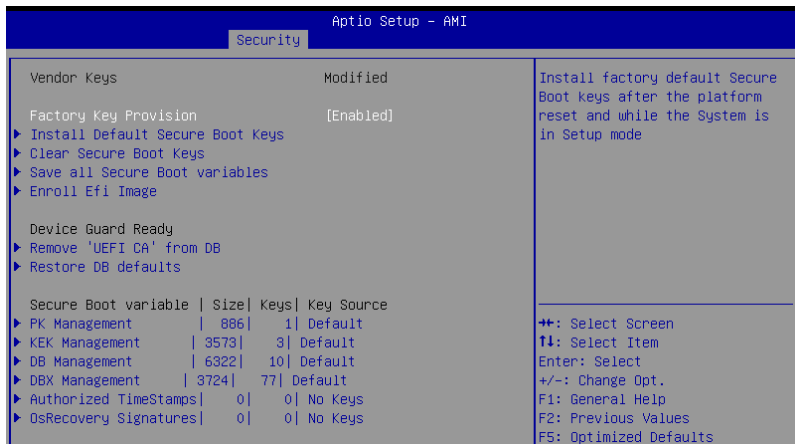 Aptio Setup – AMI
Security
Vendor Keys Modified
Factory Key Provision [Enabled]
Install Default Secure Boot Keys
Clear Secure Boot Keys
Save all Secure Boot variables
Enroll Efi Image
Device Guard Ready
Remove 'UEFI CA' from DB
Restore DB defaults
Secure Boot variable | Size| Keys| Key Source
PK Management | 886| 1| Default
KEK Management | 3573| 3| Default
DB Management | 6322| 10| Default
DBX Management | 3724| 77| Default
Authorized TimeStamps| 0| 0| No Keys
OsRecovery Signatures| 0| 0| No Keys
Install factory default Secure
Boot keys after the platform
reset and while the System is
in Setup mode
→←: Select Screen
↑↓: Select Item
Enter: Select
+/-: Change Opt.
F1: General Help
F2: Previous Values
F5: Optimized Defaults